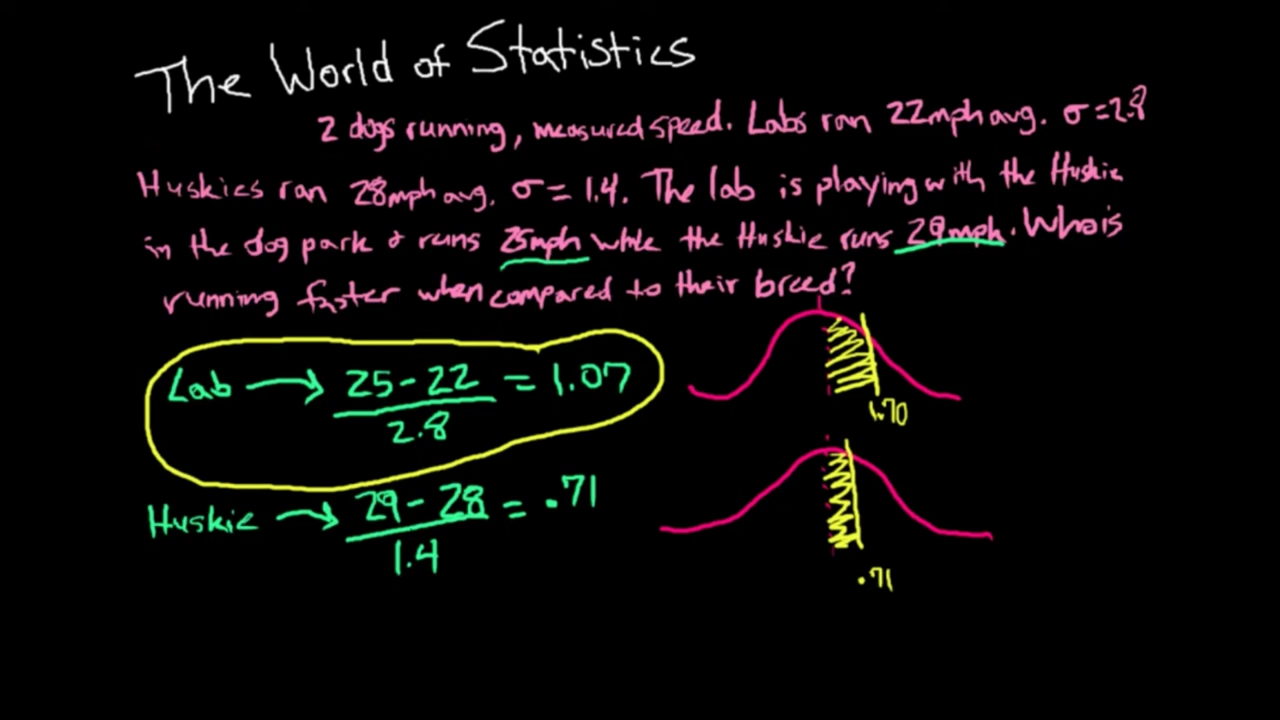 The World of Statistics
2 dogs running, measured speed. Labs ran 22mph avg. σ=2.8
Huskies ran 28mph avg. σ= 1.4. The lab is playing with the Huskie
in the dog park & runs 25mph while the Huskie runs 29mph. Who is
running faster when compared to their breed?
Lab → 25-22 = 1.07
2.8
1.70
Huskie → 29-28 = .71
1.4
.71